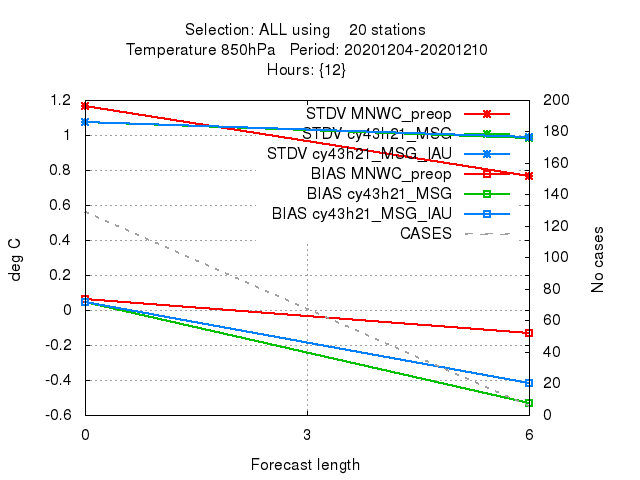 Selection: ALL using 20 stations
Temperature 850hPa Period: 20201204-20201210
Hours: {12}
STDV MNWC_preop
STDV cy43h21_MSG
STDV cy43h21_MSG_IAU
BIAS MNWC_preop
BIAS cy43h21_MSG
BIAS cy43h21_MSG_IAU
CASES
deg C
1.2
1
0.8
0.6
0.4
0.2
0
-0.2
-0.4
-0.6
200
180
160
140
120
100
80
60
40
20
0
No cases
0 3 6
Forecast length